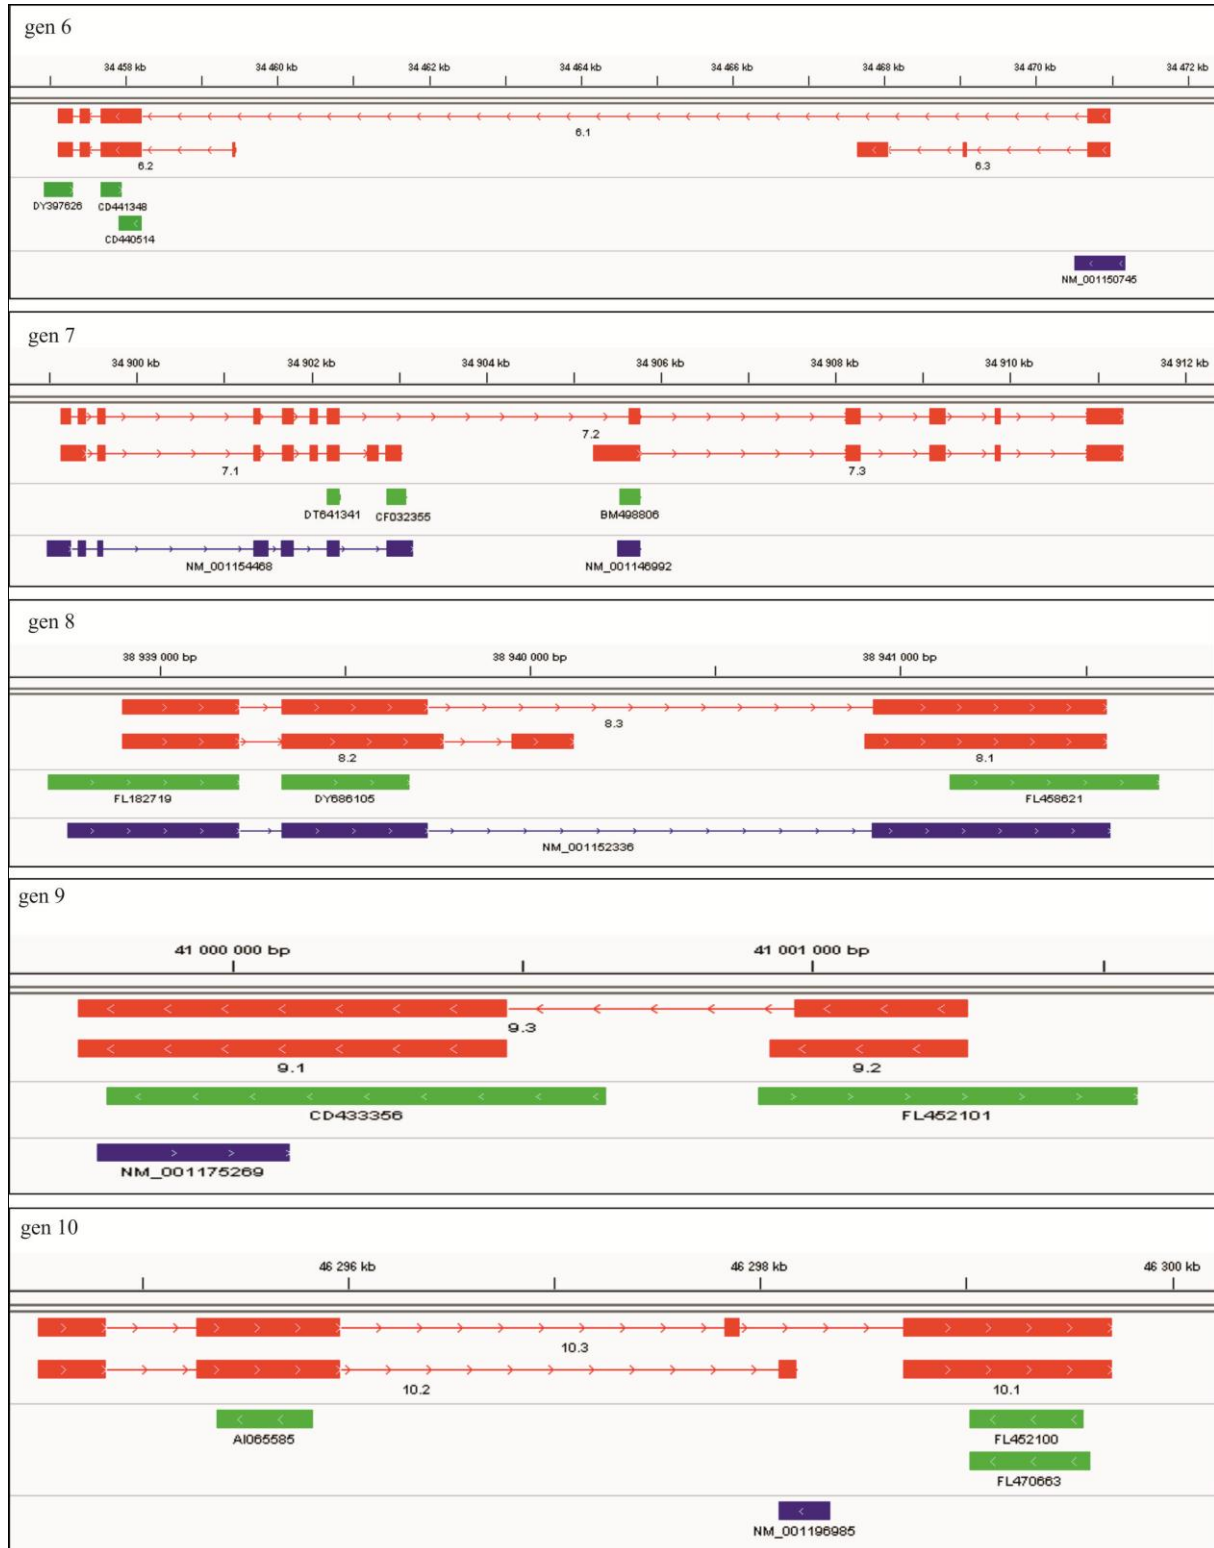 gen 6
34 458 kb 34 460 kb 34 462 kb 34 464 kb 34 466 kb 34 468 kb 34 470 kb 34 472 kb
6.1
6.2 6.3
DY397626 CD441348
CD440514
NM_001150745
gen 7
34 900 kb 34 902 kb 34 904 kb 34 906 kb 34 908 kb 34 910 kb 34 912 kb
7.2
7.1 7.3
DT641341 CF032355 BM498806
NM_001154468 NM_001146992
gen 8
38 939 000 bp 38 940 000 bp 38 941 000 bp
8.3
8.2 8.1
FL182719 DY686105 FL458621
NM_001152336
gen 9
41 000 000 bp 41 001 000 bp
9.3
9.1 9.2
CD433356 FL452101
NM_001175269
gen 10
46 296 kb 46 298 kb 46 300 kb
10.3
10.2 10.1
AI065585 FL452100
FL470663
NM_001196985